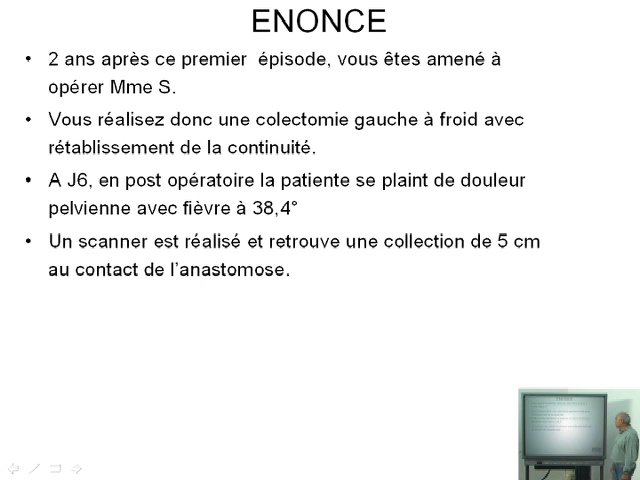 ENONCE
• 2 ans après ce premier épisode, vous êtes amené à
opérer Mme S.
• Vous réalisez donc une colectomie gauche à froid avec
rétablissement de la continuité.
• A J6, en post opératoire la patiente se plaint de douleur
pelvienne avec fièvre à 38,4°
• Un scanner est réalisé et retrouve une collection de 5 cm
au contact de l'anastomose.